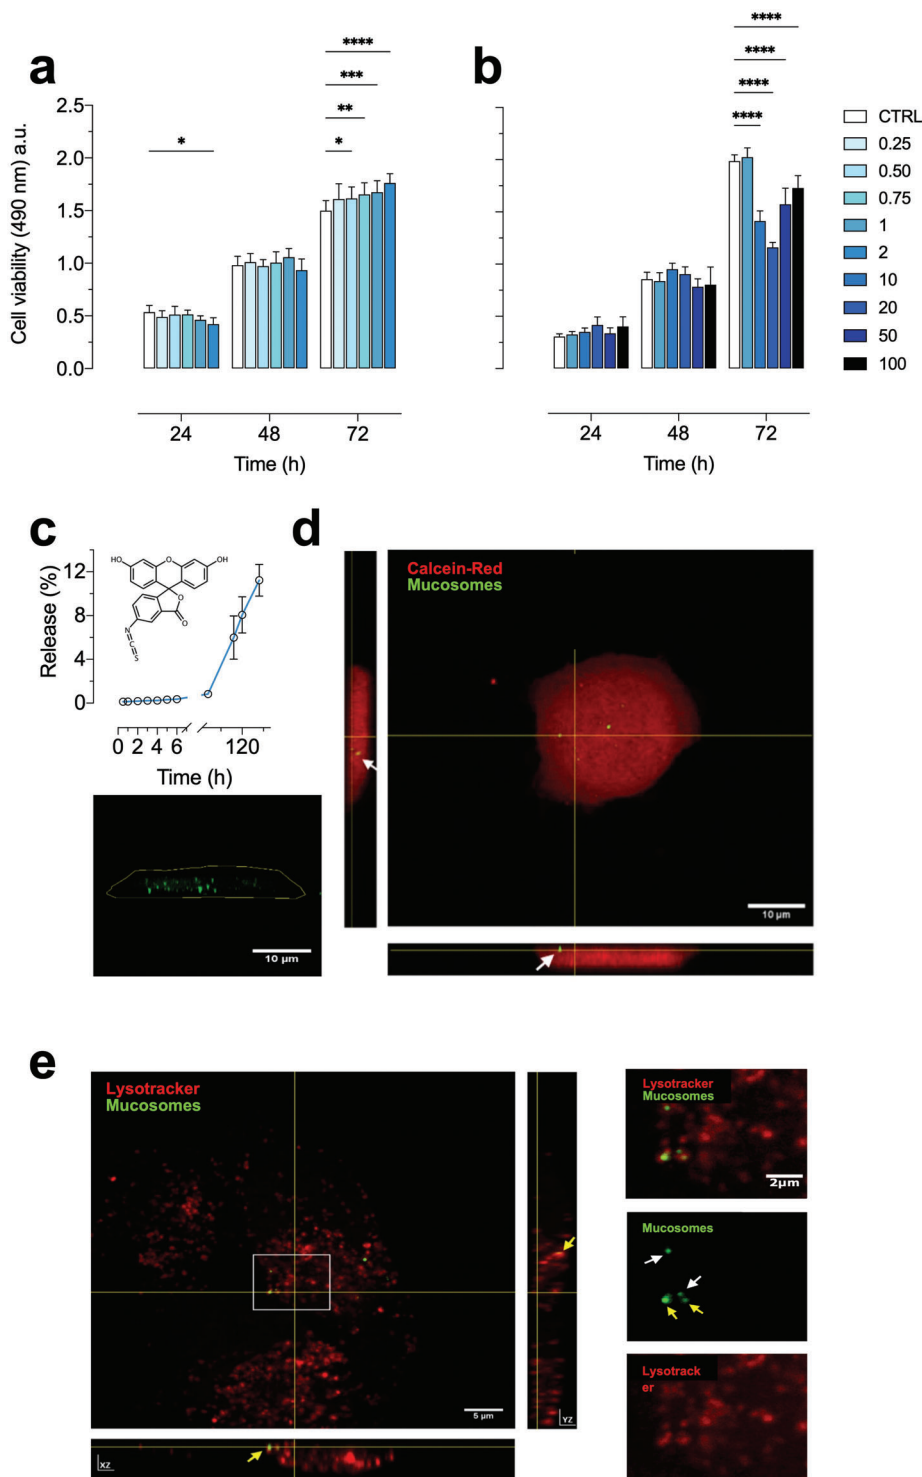 a
b
**** 
***
**
*
*
****
****
****
****
2.5
2.0
1.5
1.0
0.5
0.0
Cell viability (490 nm) a.u.
24
48
72
Time (h)
24
48
72
Time (h)
CTRL
0.25
0.50
0.75
1
2
10
20
50
100
c
12
8
4
0
Release (%)
HO
O
OH
O
O
N
C
S
0 2 4 6
120
Time (h)
10 µm
d
Calcein-Red
Mucosomes
10 µm
e
Lysotracker
Mucosomes
5 µm
YZ
XZ
Lysotracker
Mucosomes
2µm
Mucosomes
Lysotrack
er